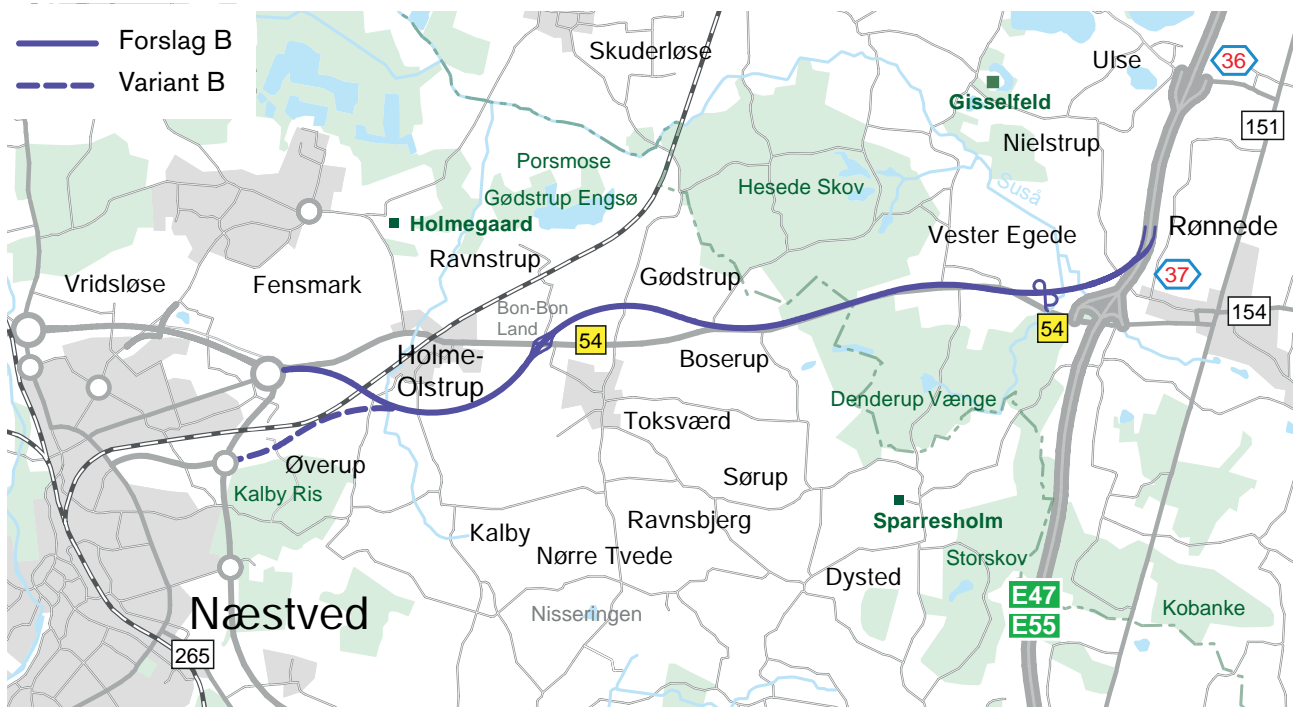 Forslag B
Variant B
Skuderløse
Ulse
36
Gisselfeld
151
Nielstrup
Porsmose
Gødstrup Engsø
Hesede Skov
Suså
Holmegaard
Ravnstrup
Vester Egede
Rønnede
Vridsløse
Fensmark
Gødstrup
37
Bon-Bon
Land
54
54
154
Holme-
Olstrup
Boserup
Denderup Vænge
Toksværd
Øverup
Kalby Ris
Sørup
Sparresholm
Ravnsbjerg
Kalby
Nørre Tvede
Storskov
Dysted
E47
E55
Kobanke
Nisseringen
Næstved
265